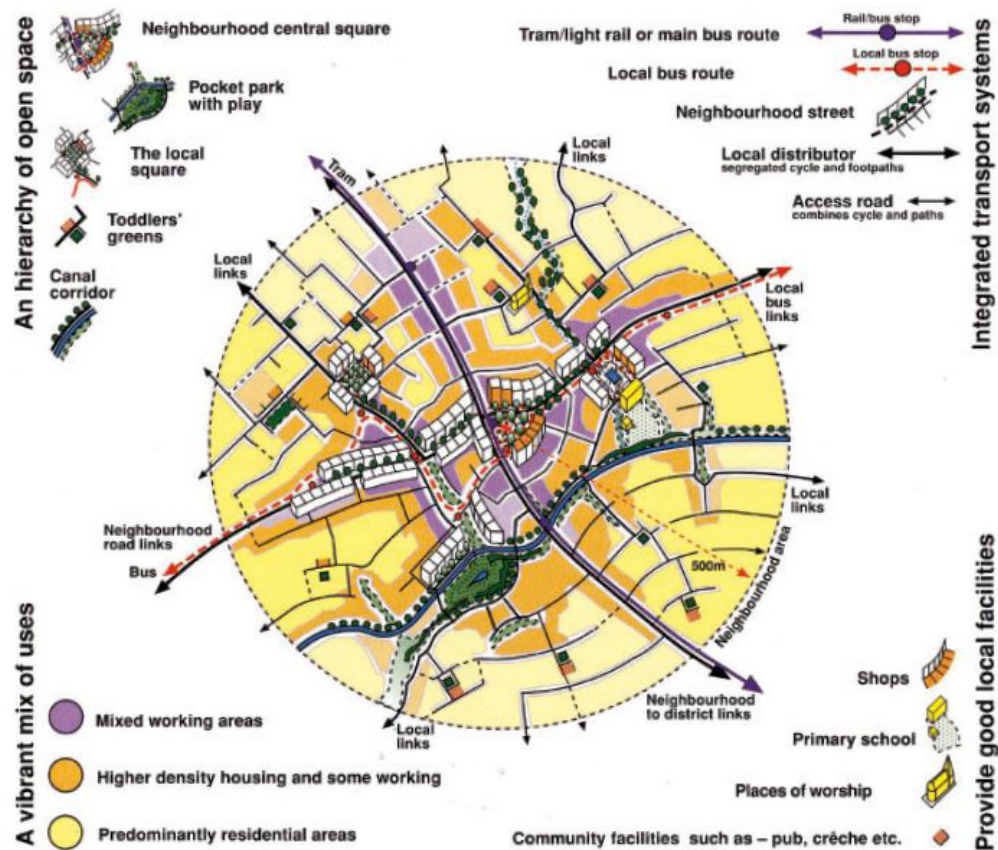 An hierarchy of open space
Neighbourhood central square
Pocket park
with play
The local
square
Toddlers'
greens
Canal
corridor
Integrated transport systems
Tram/light rail or main bus route
Rail/bus stop
Local bus route
Local bus stop
Neighbourhood street
Local distributor
segregated cycle and footpaths
Access road
combines cycle and paths
Tram
Local
links
Local
links
Local
bus
links
Local
links
500m
Neighbourhood area
Neighbourhood
road links
Bus
Local
links
Neighbourhood
to district links
A vibrant mix of uses
Mixed working areas
Higher density housing and some working
Predominantly residential areas
Provide good local facilities
Shops
Primary school
Places of worship
Community facilities such as – pub, crêche etc.